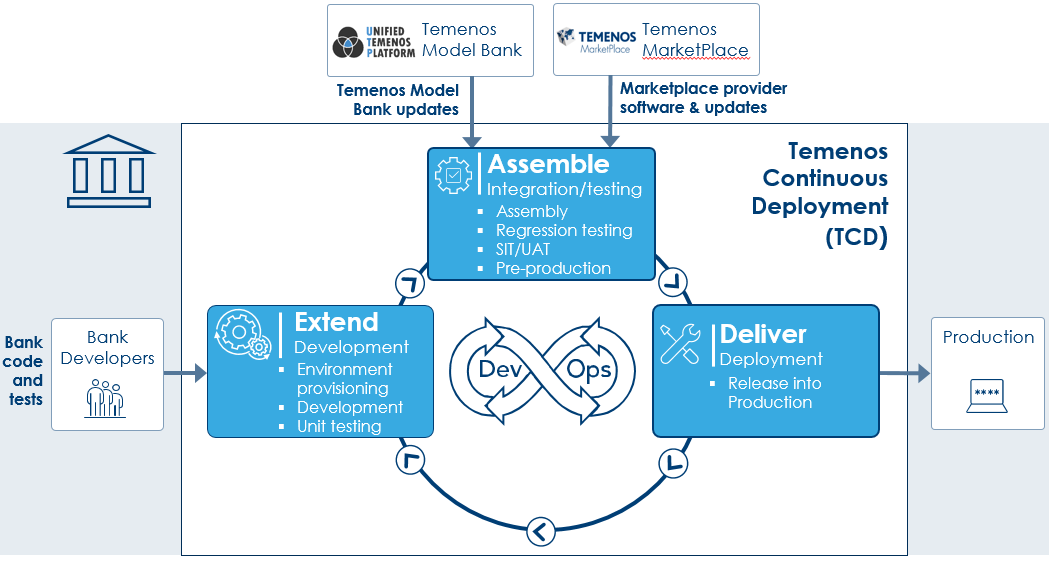 UNIFIED
TEMENOS
PLATFORM
Temenos
Model Bank
TEMENOS
MarketPlace
Temenos
MarketPlace
Temenos Model
Bank updates
Marketplace provider
software & updates
Temenos
Continuous
Deployment
(TCD)
Assemble
Integration/testing
▪ Assembly
▪ Regression testing
▪ SIT/UAT
▪ Pre-production
Bank
code
and
tests
Bank
Developers
Extend
Development
▪ Environment
provisioning
▪ Development
▪ Unit testing
Dev
Ops
Deliver
Deployment
▪ Release into
Production
Production
****